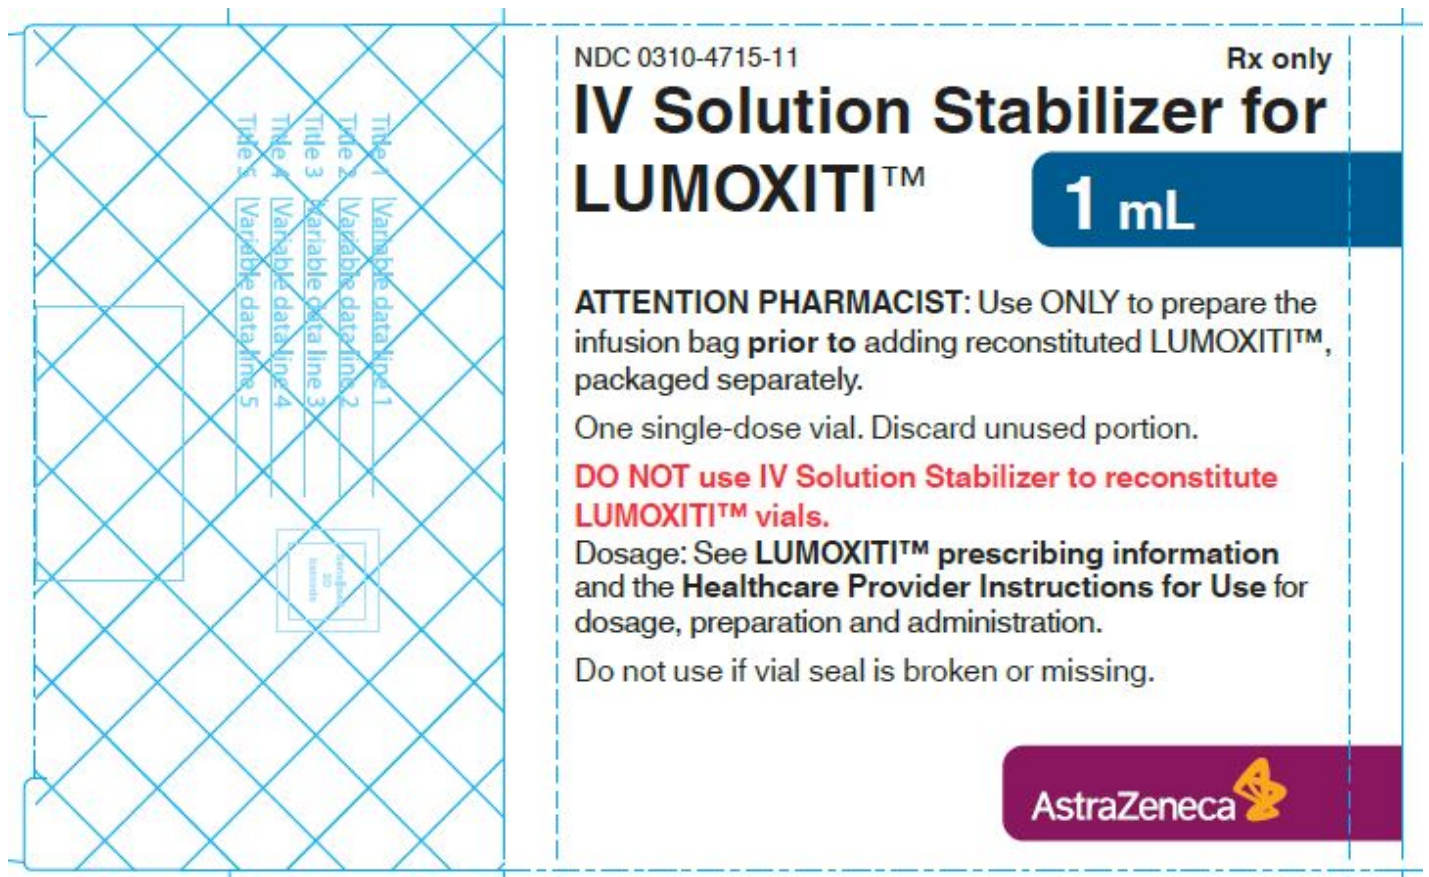 NDC 0310-4715-11
Rx only
IV Solution Stabilizer for
LUMOXITI™
1 mL
ATTENTION PHARMACIST: Use ONLY to prepare the
infusion bag prior to adding reconstituted LUMOXITI™,
packaged separately.
One single-dose vial. Discard unused portion.
DO NOT use IV Solution Stabilizer to reconstitute
LUMOXITI™ vials.
Dosage: See LUMOXITI™ prescribing information
and the Healthcare Provider Instructions for Use for
dosage, preparation and administration.
Do not use if vial seal is broken or missing.
AstraZeneca
Title 1 Variable data line 1
Title 2 Variable data line 2
Title 3 Variable data line 3
Title 4 Variable data line 4
Title 5 Variable data line 5
2D
barcode